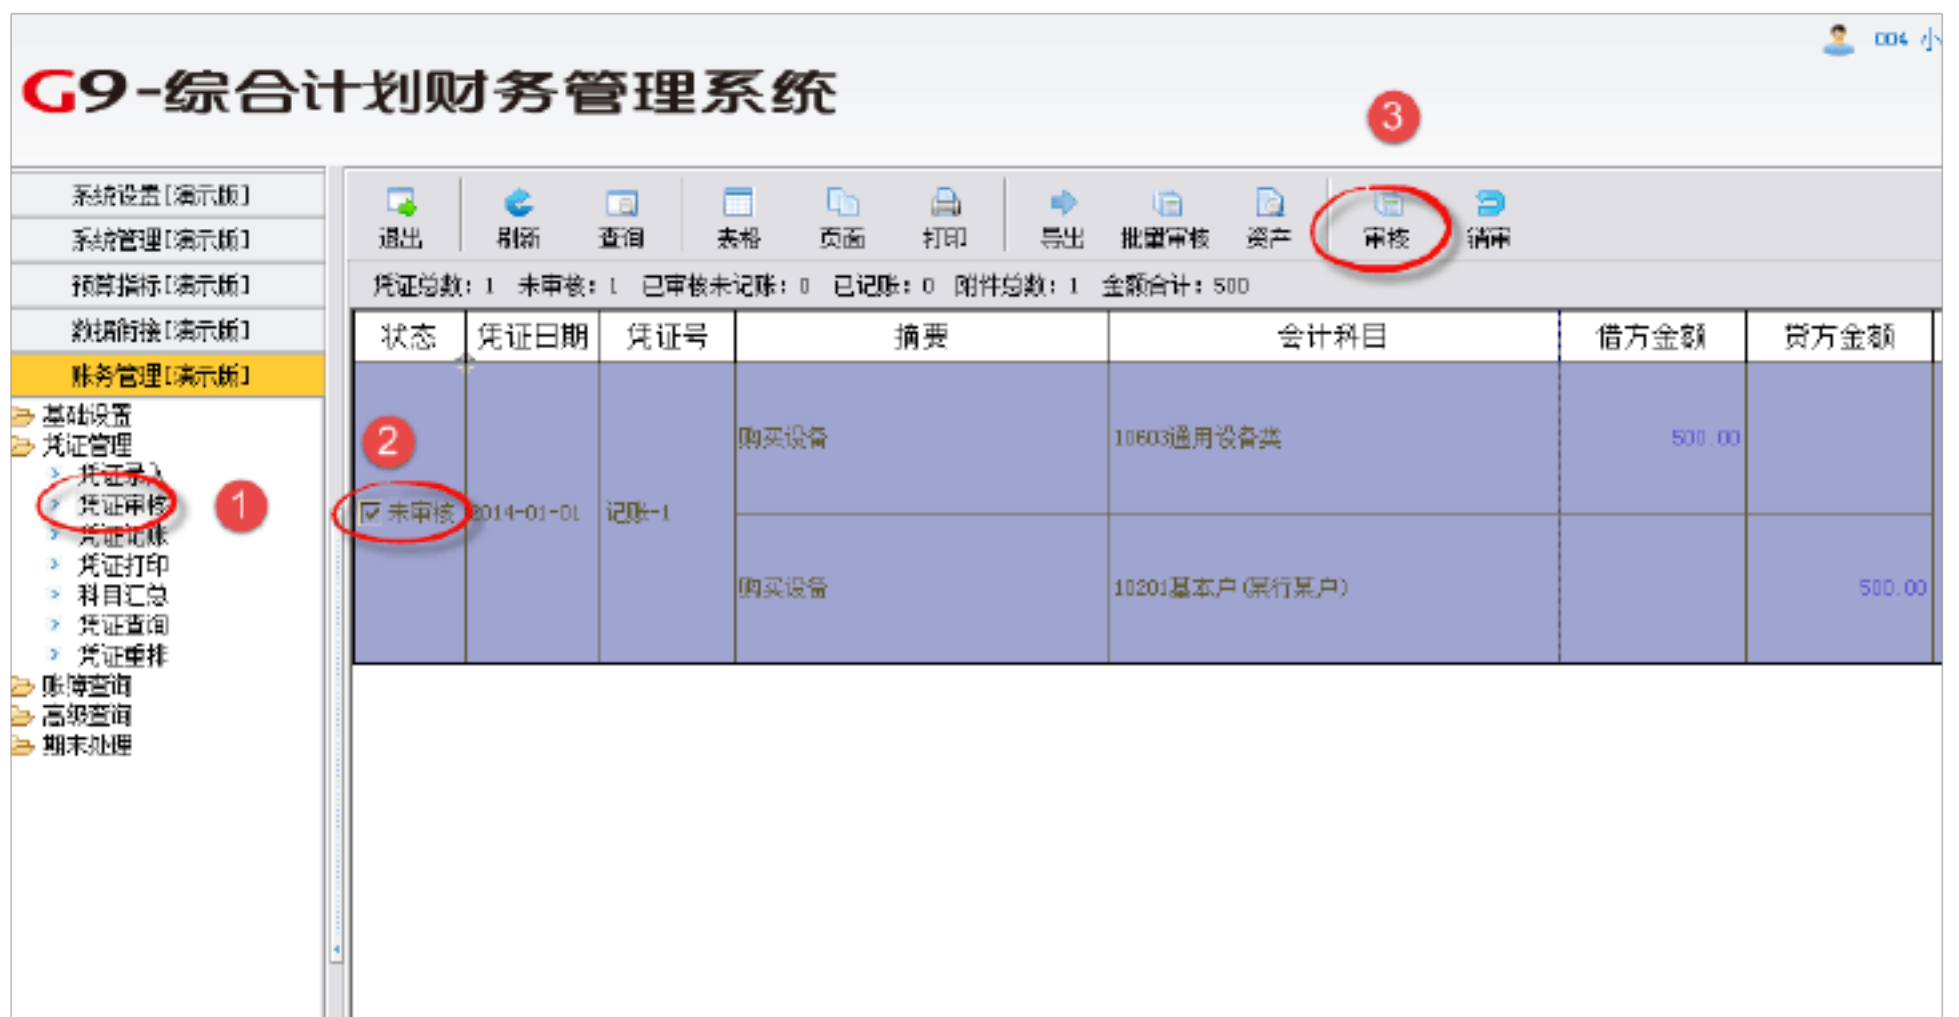 004 小
G9-综合计划财务管理系统
3
系统设置[演示版]
系统管理[演示版]
预算指标[演示版]
数据衔接[演示版]
账务管理[演示版]
基础设置
凭证管理
凭证录入
凭证审核
1
凭证记账
凭证打印
科目汇总
凭证查询
凭证重排
账簿查询
高级查询
期末处理
退出 刷新 查询 表格 页面 打印 导出 批量审核 资产 审核 销审
凭证总数：1 未审核：1 已审核未记账：0 已记账：0 附件总数：1 金额合计：500
状态 凭证日期 凭证号 摘要 会计科目 借方金额 贷方金额
2
购买设备 10603通用设备类 500.00
未审核 2014-01-01 记账-1
购买设备 10201基本户(某行某户) 500.00